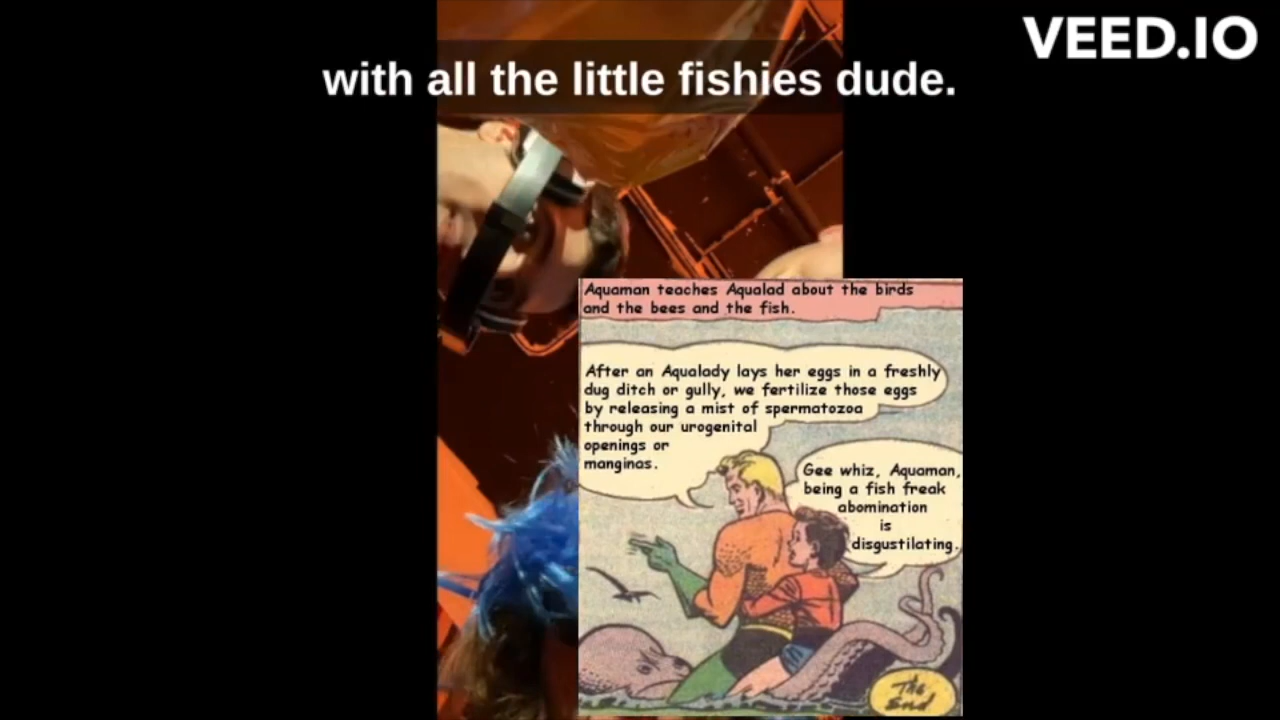 VEED.IO
with all the little fishies dude.
Aquaman teaches Aqualad about the birds
and the bees and the fish.
After an Aqualady lays her eggs in a freshly
dug ditch or gully, we fertilize those eggs
by releasing a mist of spermatozoa
through our urogenital
openings or
manginas.
Gee whiz, Aquaman,
being a fish freak
abomination
is
disgustilating.
The
End